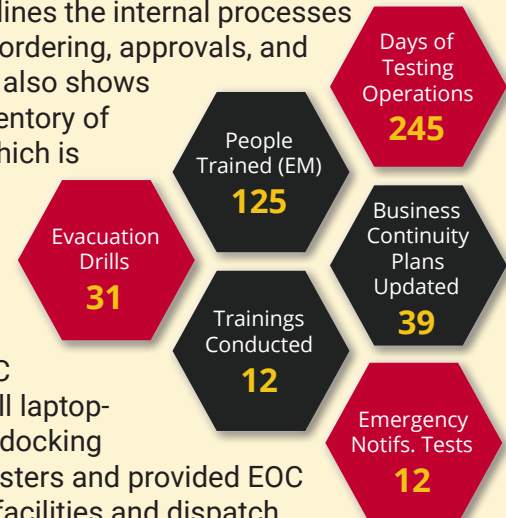 lines the internal processes
ordering, approvals, and
also shows
entory of
hich is
C
ll laptop-
docking
sters and provided EOC
facilities and dispatch
Days of
Testing
Operations
245
People
Trained (EM)
125
Business
Continuity
Plans
Updated
39
Evacuation
Drills
31
Trainings
Conducted
12
Emergency
Notifs. Tests
12